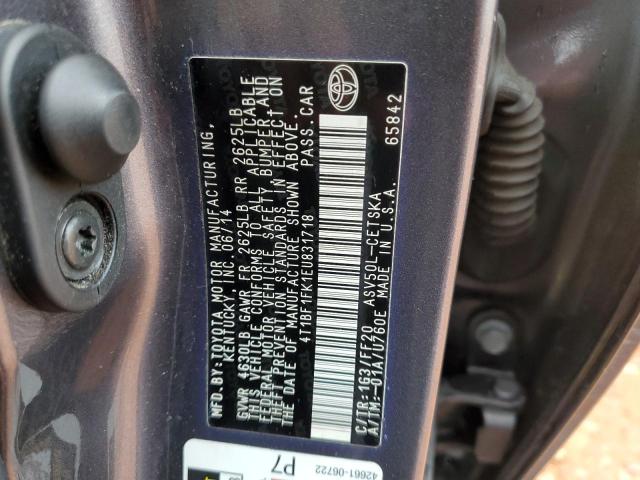 MFD.BY: TOYOTA MOTOR MANUFACTURING,
KENTUCKY, INC. 06/14
GVWR 4630LB GAWR FR 2625LB RR 2625LB
THIS VEHICLE CONFORMS TO ALL APPLICABLE
FEDERAL MOTOR VEHICLE SAFETY BUMPER, AND
THEFT PREVENTION STANDARDS IN EFFECT ON
THE DATE OF MANUFACTURE SHOWN ABOVE.
4T1BF1FK1EU831718 PASS.CAR
C/TR: 1G3/FF20 ASV50L-CETSKA 65842
A/TM: -01A/U760E MADE IN U.S.A.
P7
42661-06722